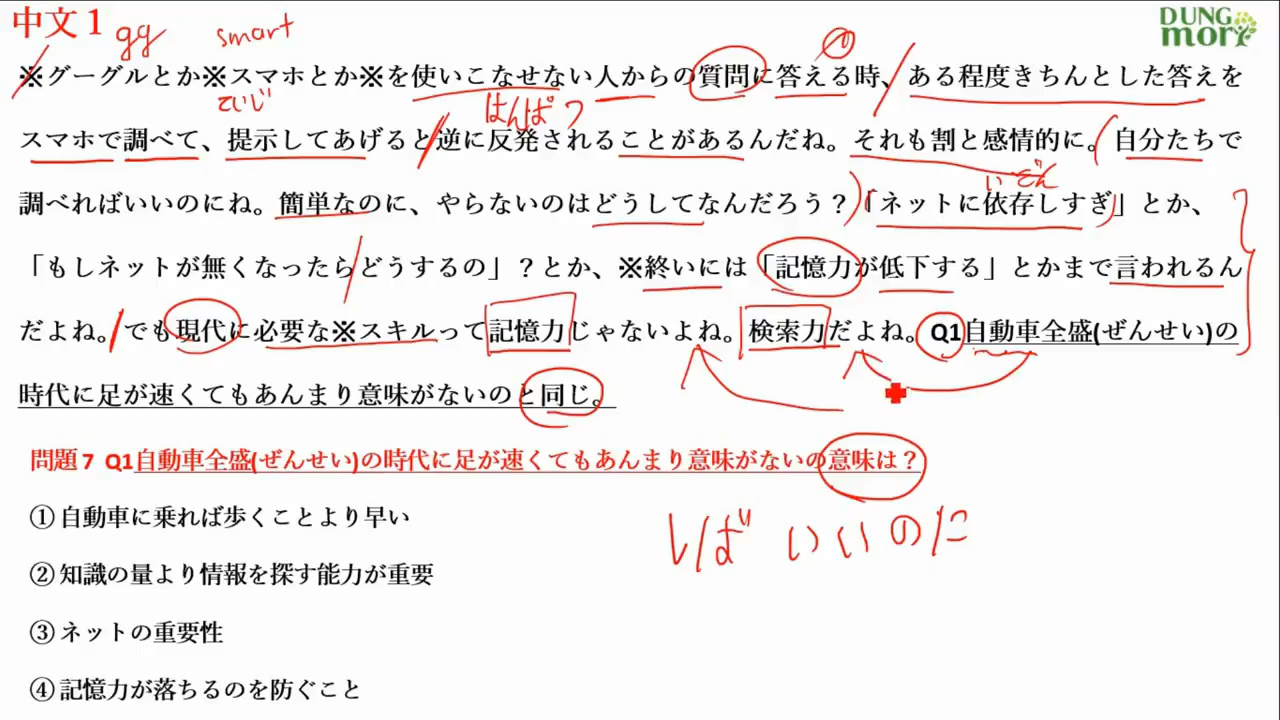 中文１
gg
smart
DUNG
mori
※グーグルとか※スマホとか※を使いこなせない人からの質問に答える時、ある程度きちんとした答えを
ていじ
はんぱつ
スマホで調べて、提示してあげると逆に反発されることがあるんだね。それも割と感情的に。自分たちで
いぞん
調べればいいのにね。簡単なのに、やらないのはどうしてなんだろう？「ネットに依存しすぎ」とか、
「もしネットが無くなったらどうするの」？とか、※終いには「記憶力が低下する」とかまで言われるん
だよね。でも現代に必要な※スキルって記憶力じゃないよね。検索力だよね。Q1自動車全盛(ぜんせい)の
時代に足が速くてもあんまり意味がないのと同じ。
問題７ Q1自動車全盛(ぜんせい)の時代に足が速くてもあんまり意味がないの意味は？
① 自動車に乗れば歩くことより早い
ばいいのに
② 知識の量より情報を探す能力が重要
③ ネットの重要性
④ 記憶力が落ちるのを防ぐこと